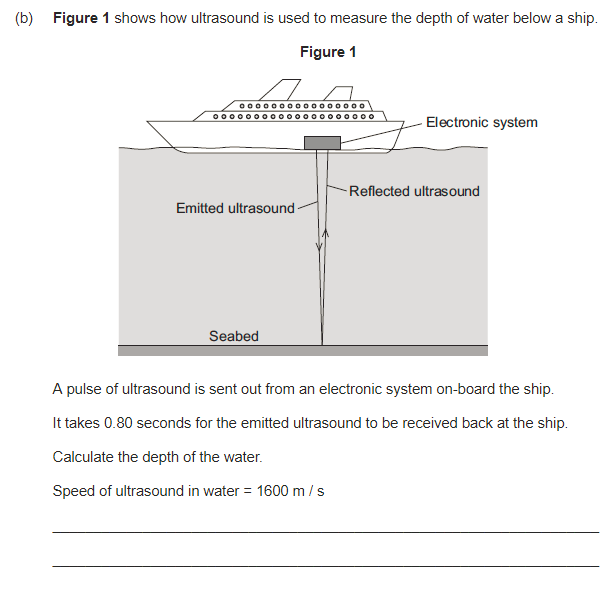 (b) Figure 1 shows how ultrasound is used to measure the depth of water below a ship.
Figure 1
Electronic system
Reflected ultrasound
Emitted ultrasound
Seabed
A pulse of ultrasound is sent out from an electronic system on-board the ship.
It takes 0.80 seconds for the emitted ultrasound to be received back at the ship.
Calculate the depth of the water.
Speed of ultrasound in water = 1600 m / s